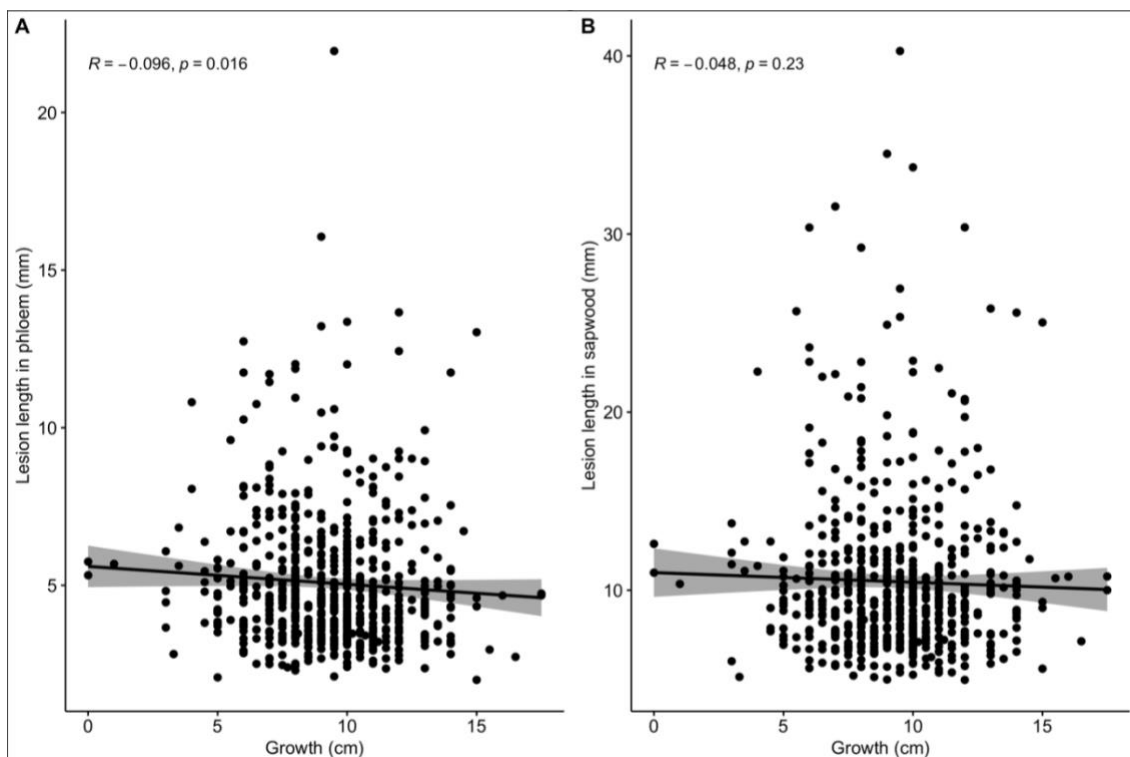 A
R = −0.096, p = 0.016
20
15
10
5
Lesion length in phloem (mm)
0
5
10
15
Growth (cm)
B
R = −0.048, p = 0.23
40
30
20
10
Lesion length in sapwood (mm)
0
5
10
15
Growth (cm)